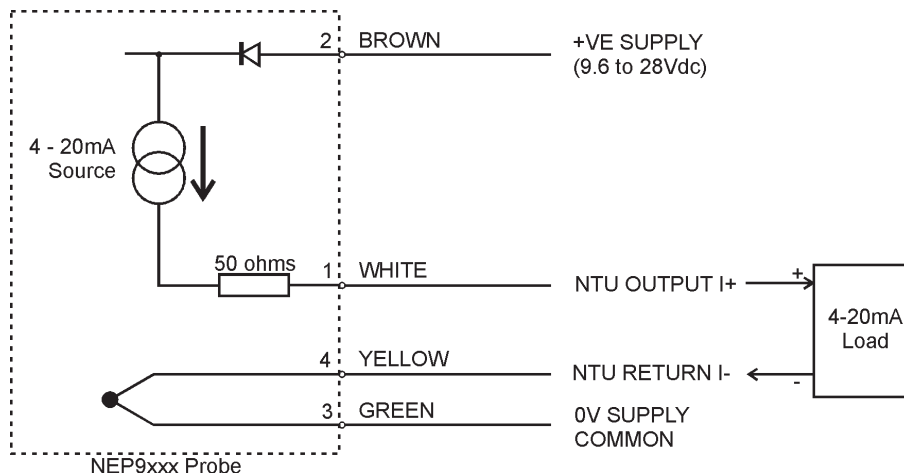 2 BROWN +VE SUPPLY
(9.6 to 28Vdc)
4 - 20mA
Source
50 ohms
1 WHITE NTU OUTPUT I+ +
4-20mA
Load
4 YELLOW NTU RETURN I- -
3 GREEN 0V SUPPLY
COMMON
NEP9xxx Probe